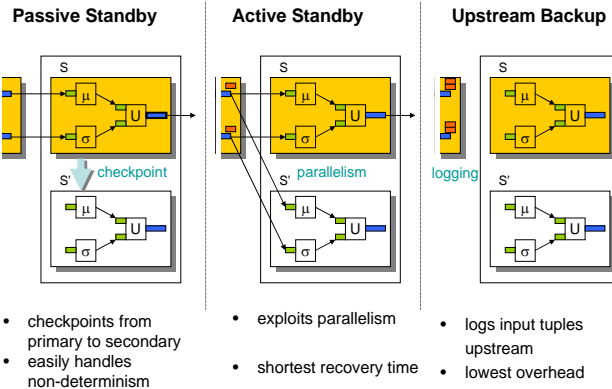 Passive Standby
S
μ
σ
U
checkpoint
S'
μ
σ
U
• checkpoints from
primary to secondary
• easily handles
non-determinism
Active Standby
S
μ
σ
U
parallelism
S'
μ
σ
U
• exploits parallelism
• shortest recovery time
Upstream Backup
S
μ
σ
U
logging
S'
μ
σ
U
• logs input tuples
upstream
• lowest overhead